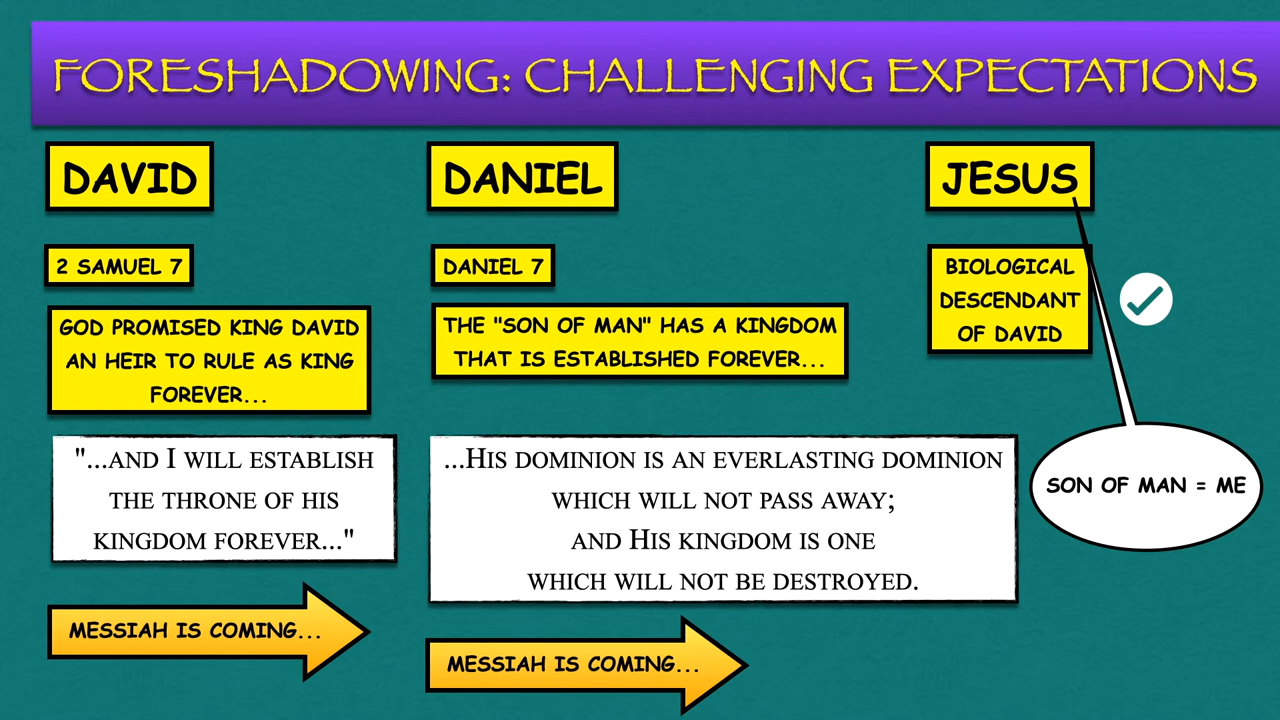 FORESHADOWING: CHALLENGING EXPECTATIONS
DAVID
2 SAMUEL 7
GOD PROMISED KING DAVID
AN HEIR TO RULE AS KING
FOREVER...
"...AND I WILL ESTABLISH
THE THRONE OF HIS
KINGDOM FOREVER..."
MESSIAH IS COMING...
DANIEL
DANIEL 7
THE "SON OF MAN" HAS A KINGDOM
THAT IS ESTABLISHED FOREVER...
...HIS DOMINION IS AN EVERLASTING DOMINION
WHICH WILL NOT PASS AWAY;
AND HIS KINGDOM IS ONE
WHICH WILL NOT BE DESTROYED.
MESSIAH IS COMING...
JESUS
BIOLOGICAL
DESCENDANT
OF DAVID
SON OF MAN = ME